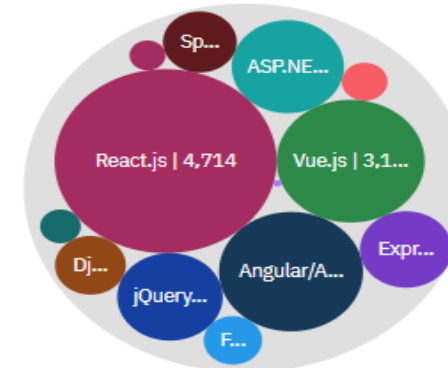 Sp...
ASP.NE...
React.js | 4,714
Vue.js | 3,1...
Expr...
Dj...
Angular/A...
jQuery...
F...